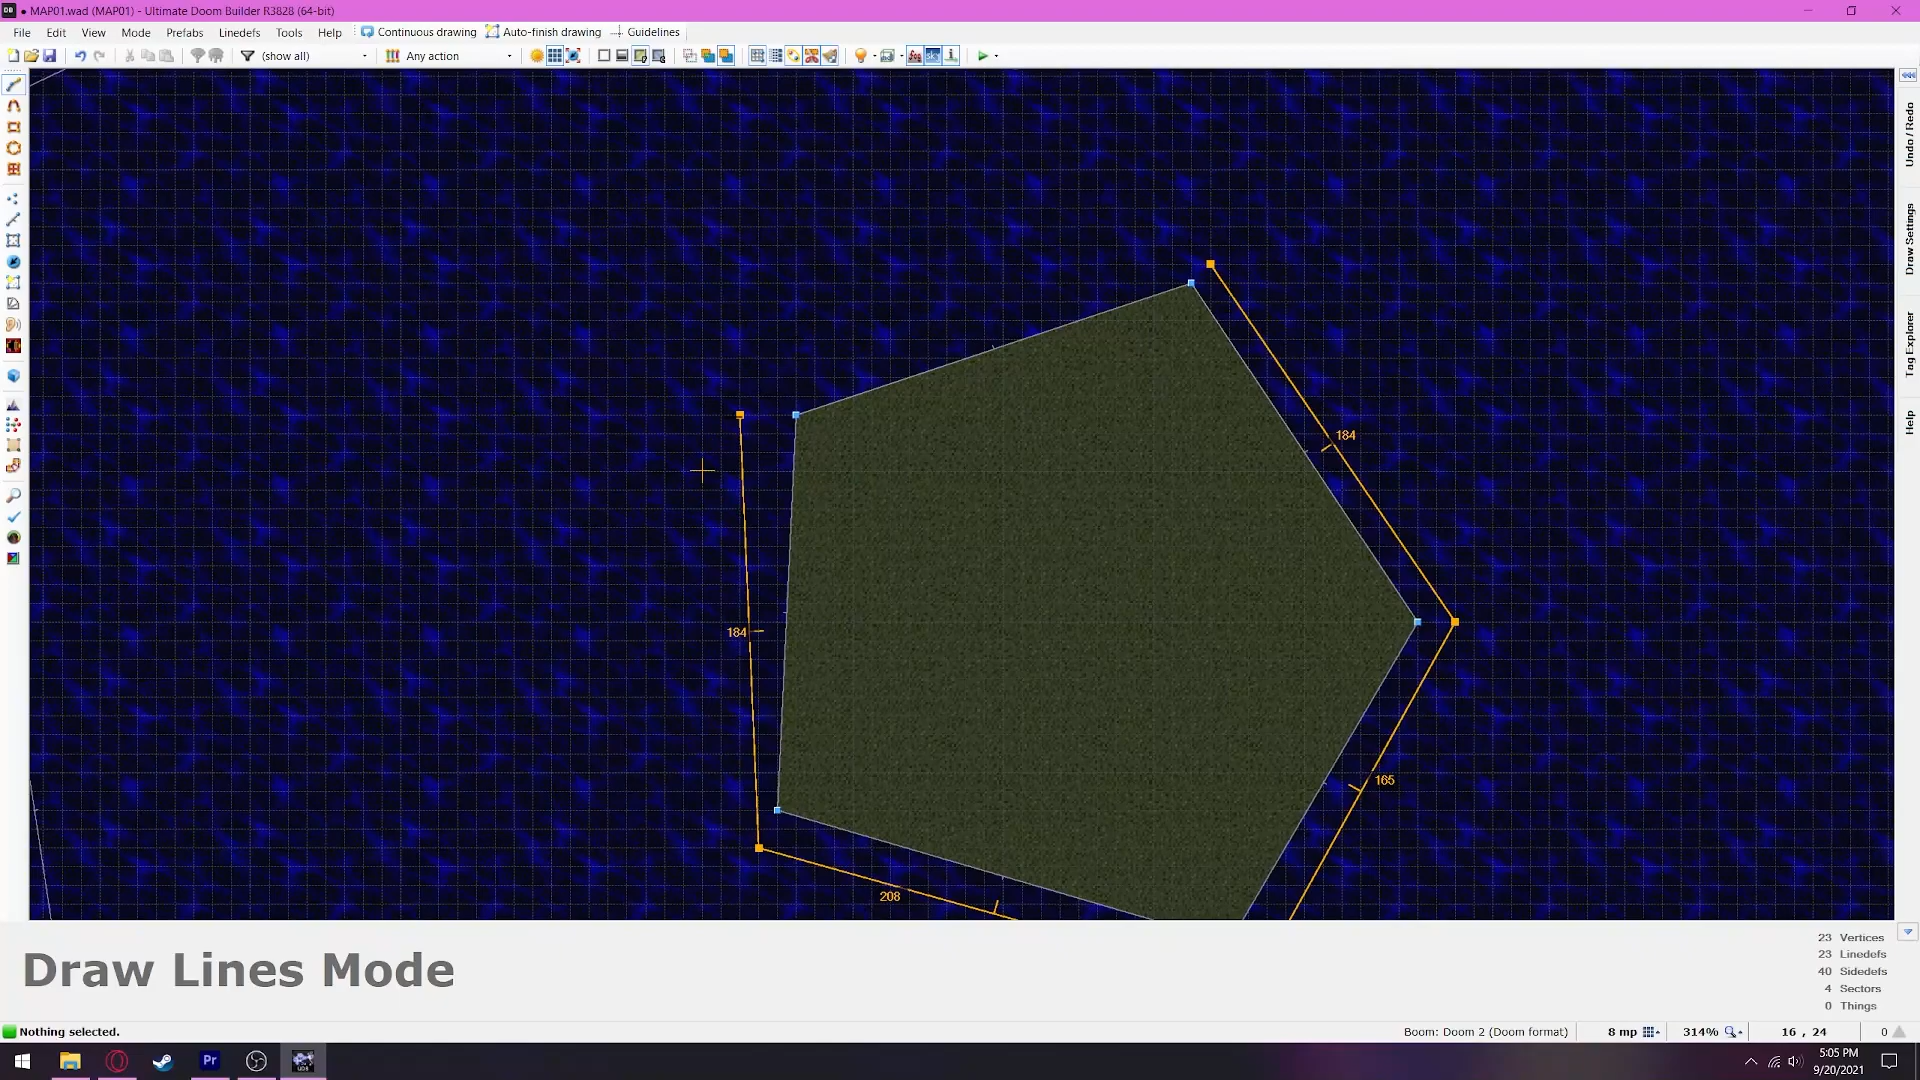 MAP01.wad (MAP01) - Ultimate Doom Builder R3828 (64-bit)
File Edit View Mode Prefabs Linedefs Tools Help Continuous drawing Auto-finish drawing Guidelines
(show all) Any action
Undo / Redo
Draw Settings
Tag Explorer
Help
184
184
165
208
Draw Lines Mode
23 Vertices
23 Linedefs
40 Sidedefs
4 Sectors
0 Things
Nothing selected.
Boom: Doom 2 (Doom format) 8 mp 314% 16 , 24 0
Pr
5:05 PM
9/20/2021